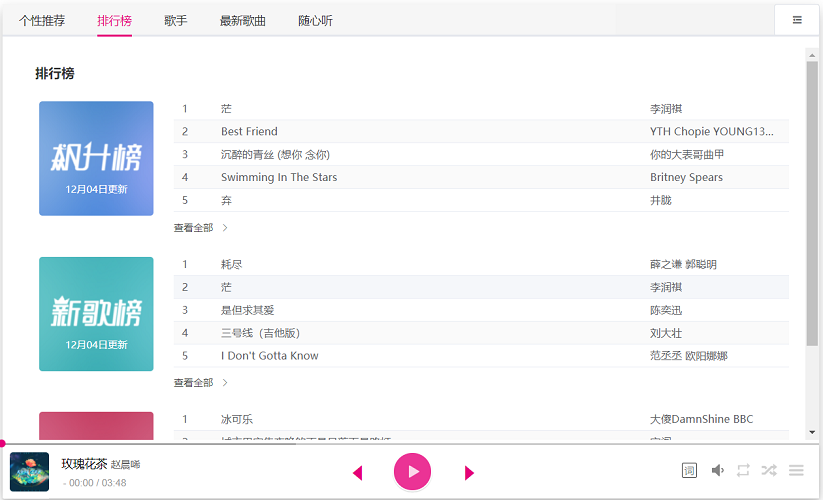 个性推荐 排行榜 歌手 最新歌曲 随心听
排行榜
飙升榜
12月04日更新
1 茫 李润祺
2 Best Friend YTH Chopie YOUNG13...
3 沉醉的青丝 (想你 念你) 你的大表哥曲甲
4 Swimming In The Stars Britney Spears
5 弃 井胧
查看全部
新歌榜
12月04日更新
1 耗尽 薛之谦 郭聪明
2 茫 李润祺
3 是但求其爱 陈奕迅
4 三号线（吉他版） 刘大壮
5 I Don't Gotta Know 范丞丞 欧阳娜娜
查看全部
1 冰可乐 大傻DamnShine BBC
玫瑰花茶 赵晨晞
- 00:00 / 03:48
词